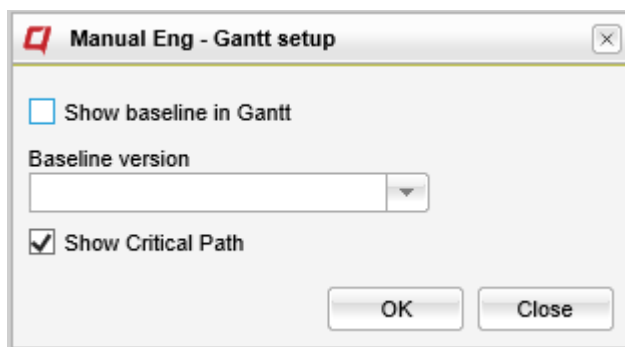 Manual Eng - Gantt setup
Show baseline in Gantt
Baseline version
Show Critical Path
OK Close